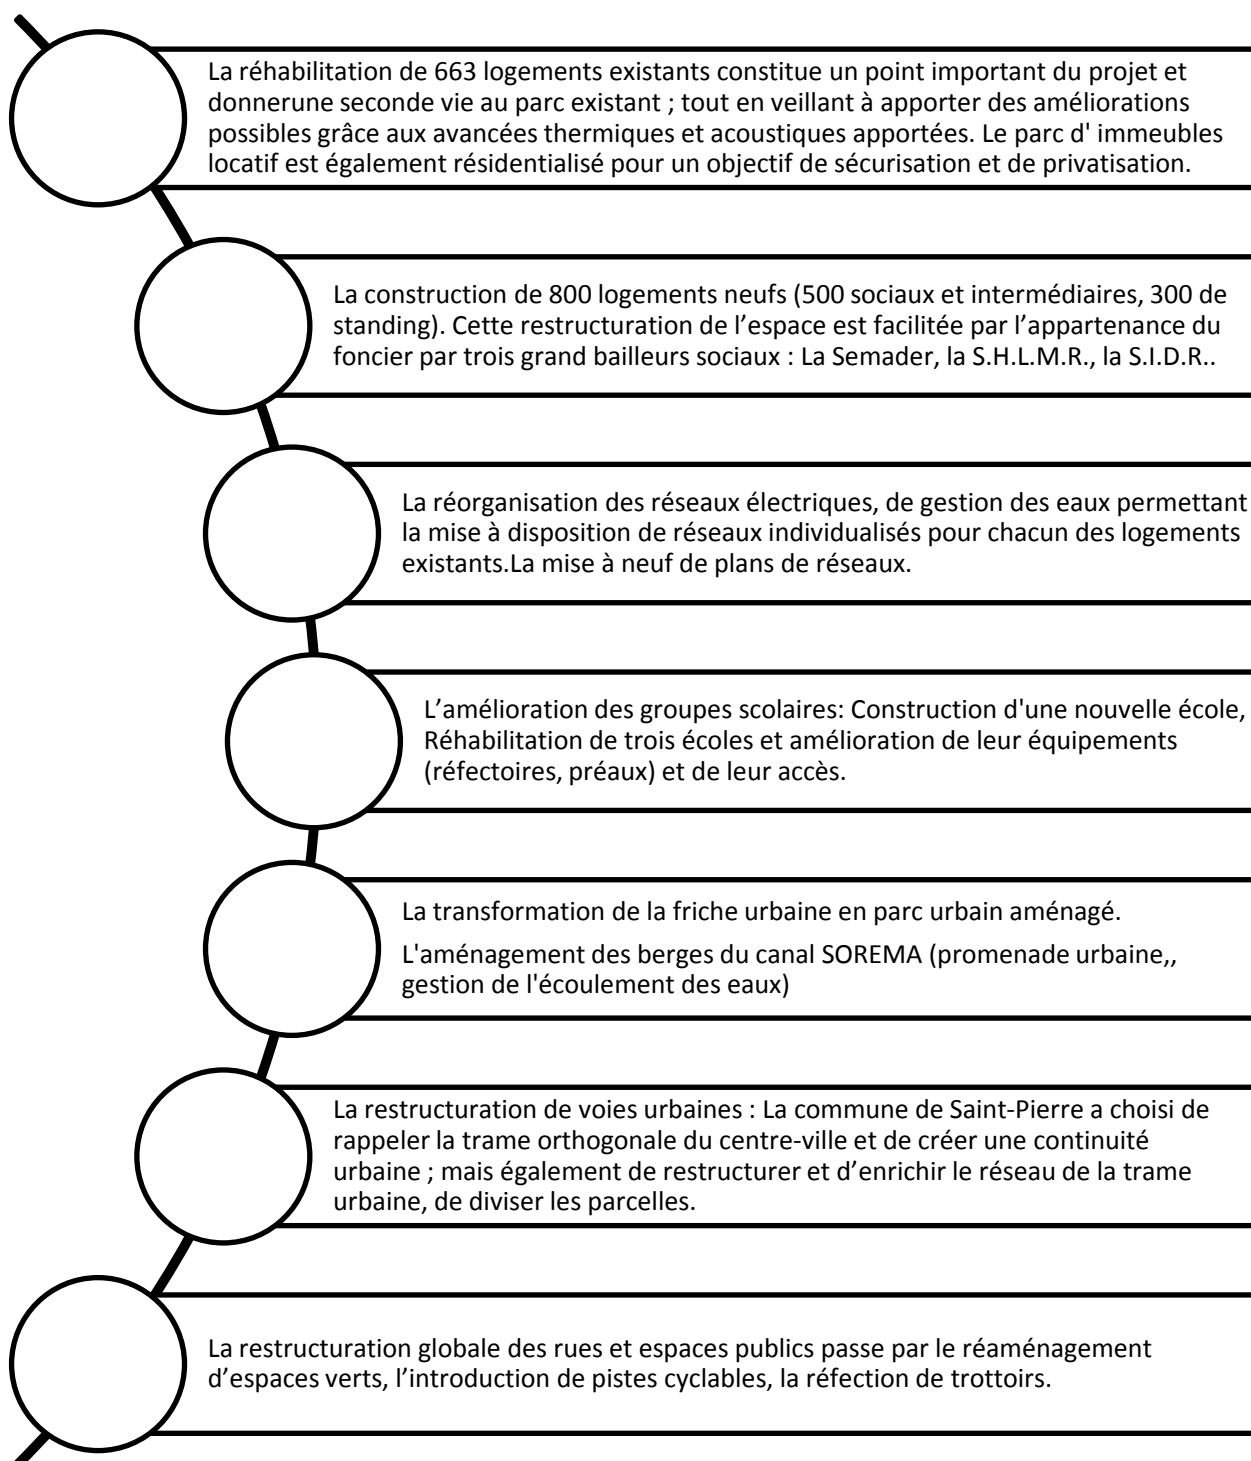 La réhabilitation de 663 logements existants constitue un point important du projet et
donnerune seconde vie au parc existant ; tout en veillant à apporter des améliorations
possibles grâce aux avancées thermiques et acoustiques apportées. Le parc d' immeubles
locatif est également résidentialisé pour un objectif de sécurisation et de privatisation.
La construction de 800 logements neufs (500 sociaux et intermédiaires, 300 de
standing). Cette restructuration de l’espace est facilitée par l’appartenance du
foncier par trois grand bailleurs sociaux : La Semader, la S.H.L.M.R., la S.I.D.R..
La réorganisation des réseaux électriques, de gestion des eaux permettant
la mise à disposition de réseaux individualisés pour chacun des logements
existants.La mise à neuf de plans de réseaux.
L’amélioration des groupes scolaires: Construction d'une nouvelle école,
Réhabilitation de trois écoles et amélioration de leur équipements
(réfectoires, préaux) et de leur accès.
La transformation de la friche urbaine en parc urbain aménagé.
L'aménagement des berges du canal SOREMA (promenade urbaine,,
gestion de l'écoulement des eaux)
La restructuration de voies urbaines : La commune de Saint-Pierre a choisi de
rappeler la trame orthogonale du centre-ville et de créer une continuité
urbaine ; mais également de restructurer et d’enrichir le réseau de la trame
urbaine, de diviser les parcelles.
La restructuration globale des rues et espaces publics passe par le réaménagement
d’espaces verts, l’introduction de pistes cyclables, la réfection de trottoirs.